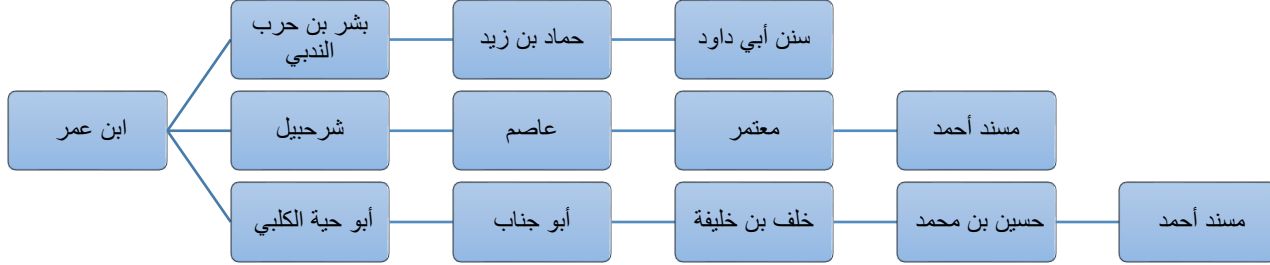 بشر بن حرب
الندبي
حماد بن زيد
سنن أبي داود
ابن عمر
شرحبيل
عاصم
معتمر
مسند أحمد
أبو حية الكلبي
أبو جناب
خلف بن خليفة
حسين بن محمد
مسند أحمد